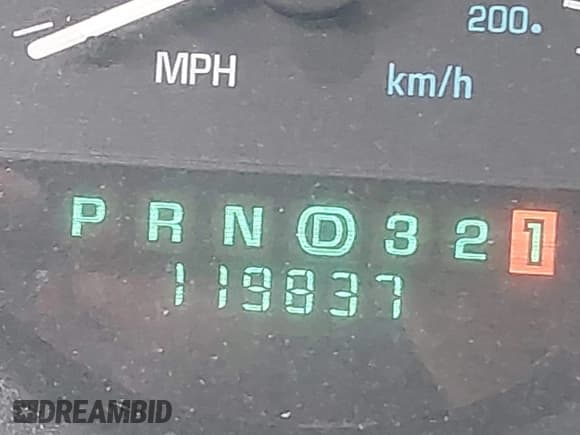 200
MPH km/h
P R N D 3 2 1
119837
DREAMBID